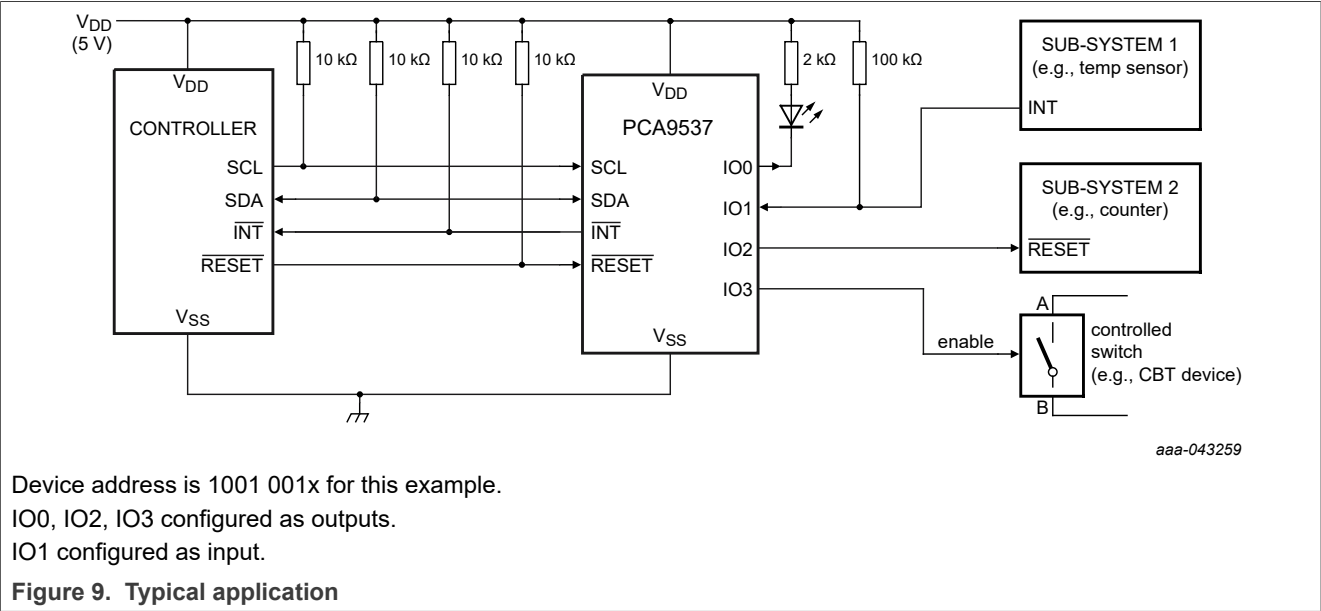 VDD
(5 V)
10 kΩ
10 kΩ
10 kΩ
10 kΩ
2 kΩ
100 kΩ
VDD
CONTROLLER
SCL
SDA
INT
RESET
VSS
VDD
PCA9537
SCL
SDA
INT
RESET
VSS
IO0
IO1
IO2
IO3
SUB-SYSTEM 1
(e.g., temp sensor)
INT
SUB-SYSTEM 2
(e.g., counter)
RESET
enable
A
B
controlled
switch
(e.g., CBT device)
aaa-043259
Device address is 1001 001x for this example.
IO0, IO2, IO3 configured as outputs.
IO1 configured as input.
Figure 9. Typical application